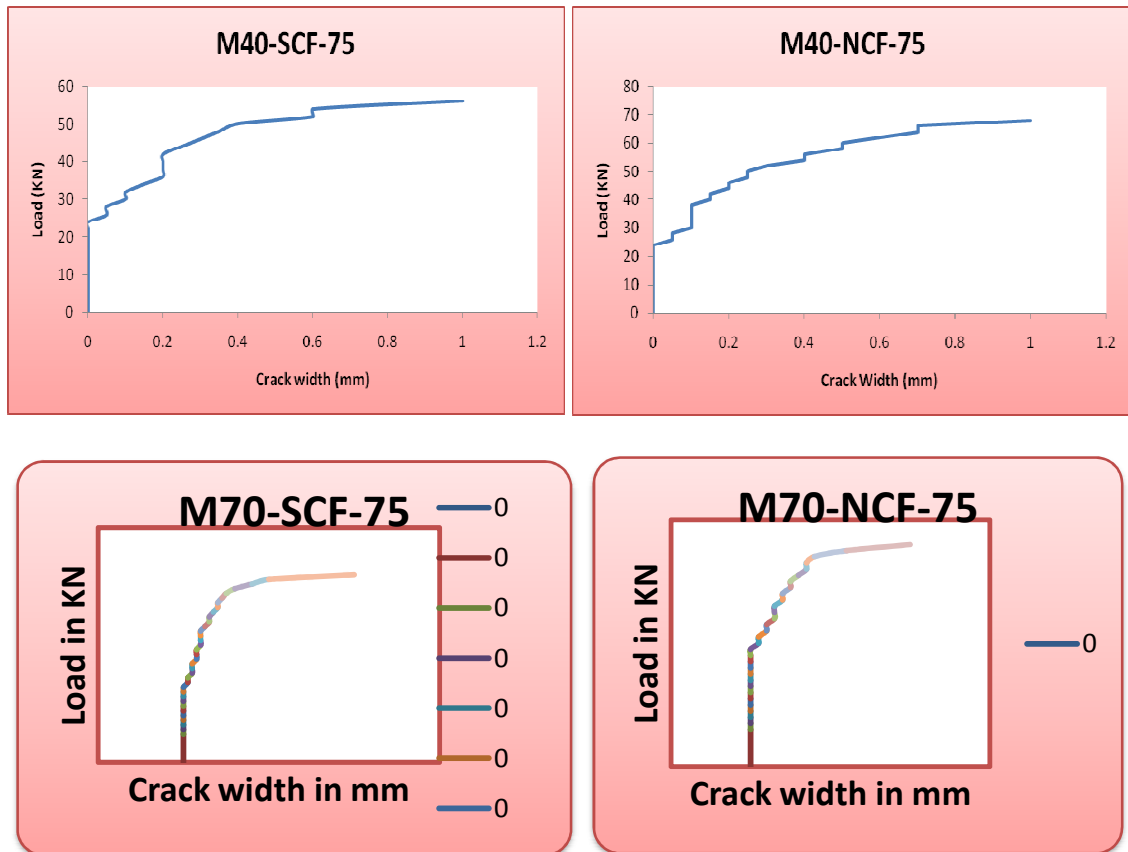 M40-SCF-75
Load (KN)
60
50
40
30
20
10
0
0 0.2 0.4 0.6 0.8 1 1.2
Crack width (mm)
M40-NCF-75
Load (KN)
80
70
60
50
40
30
20
10
0
0 0.2 0.4 0.6 0.8 1 1.2
Crack Width (mm)
M70-SCF-75
Load in KN
Crack width in mm
0
0
0
0
0
0
0
M70-NCF-75
Load in KN
Crack width in mm
0